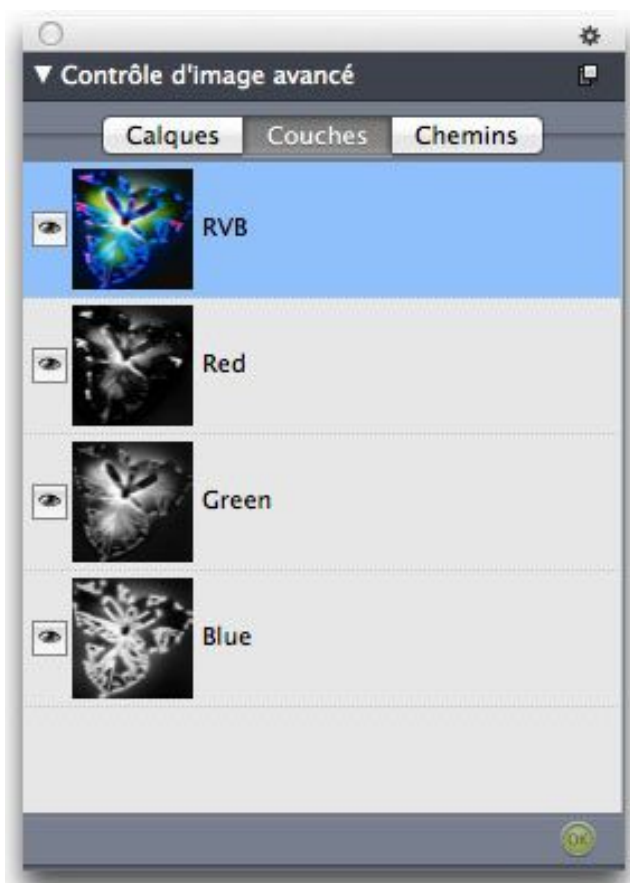 Contrôle d'image avancé
Calques Couches Chemins
RVB
Red
Green
Blue
OK